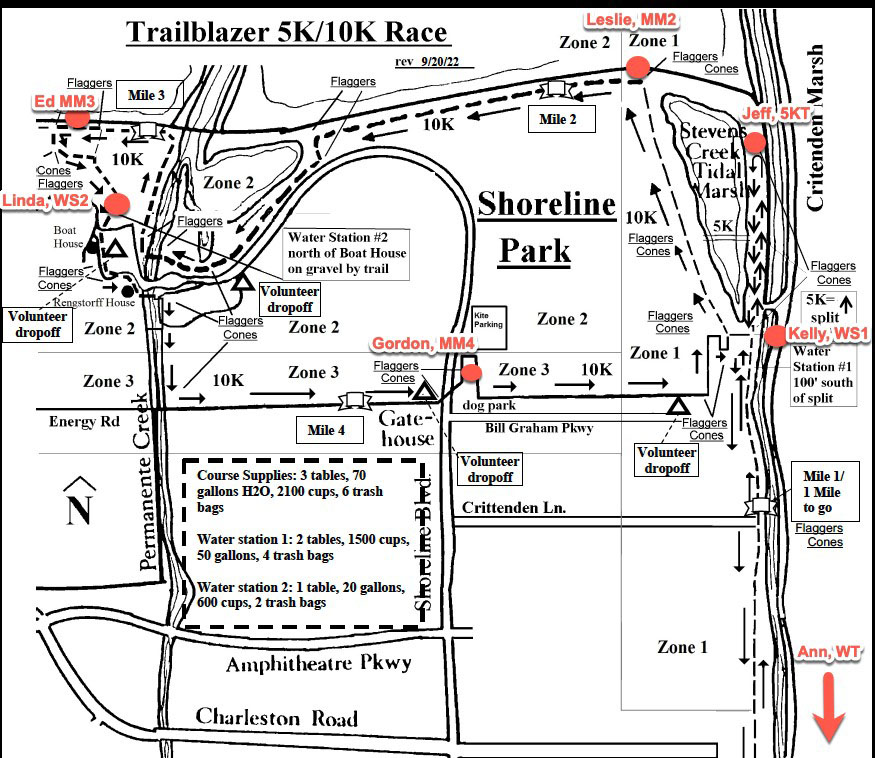 Trailblazer 5K/10K Race
rev 9/20/22
Leslie, MM2
Zone 2
Zone 1
Flaggers
Cones
Critenden Marsh
Flaggers
Ed MM3
Mile 3
10K
Mile 2
10K
Jeff, 5KT
Stevens
Creek
Tidal
Marsh
Cones
Flaggers
Linda, WS2
Zone 2
Shoreline
Park
5K
10K
Flaggers
Boat
House
Water Station #2
north of Boat House
on gravel by trail
Flaggers
Cones
Flaggers
Cones
Flaggers
Cones
Rengstorff House
Volunteer
dropoff
Volunteer
dropoff
5K=
split
Kite
Parking
Zone 2
Flaggers
Cones
Zone 2
Zone 2
Flaggers
Cones
Kelly, WS1
Gordon, MM4
Zone 1
Water
Station #1
100' south
of split
Zone 3
10K
Zone 3
Flaggers
Cones
Zone 3
10K
Energy Rd
Mile 4
Gate-
house
dog park
Bill Graham Pkwy
Flaggers
Cones
Volunteer
dropoff
Volunteer
dropoff
Permanente Creek
N
Course Supplies: 3 tables, 70
gallons H2O, 2100 cups, 6 trash
bags
Water station 1: 2 tables, 1500 cups,
50 gallons, 4 trash bags
Water station 2: 1 table, 20 gallons,
600 cups, 2 trash bags
Shoreline Blvd.
Crittenden Ln.
Mile 1/
1 Mile
to go
Flaggers
Cones
Zone 1
Ann, WT
Amphitheatre Pkwy
Charleston Road